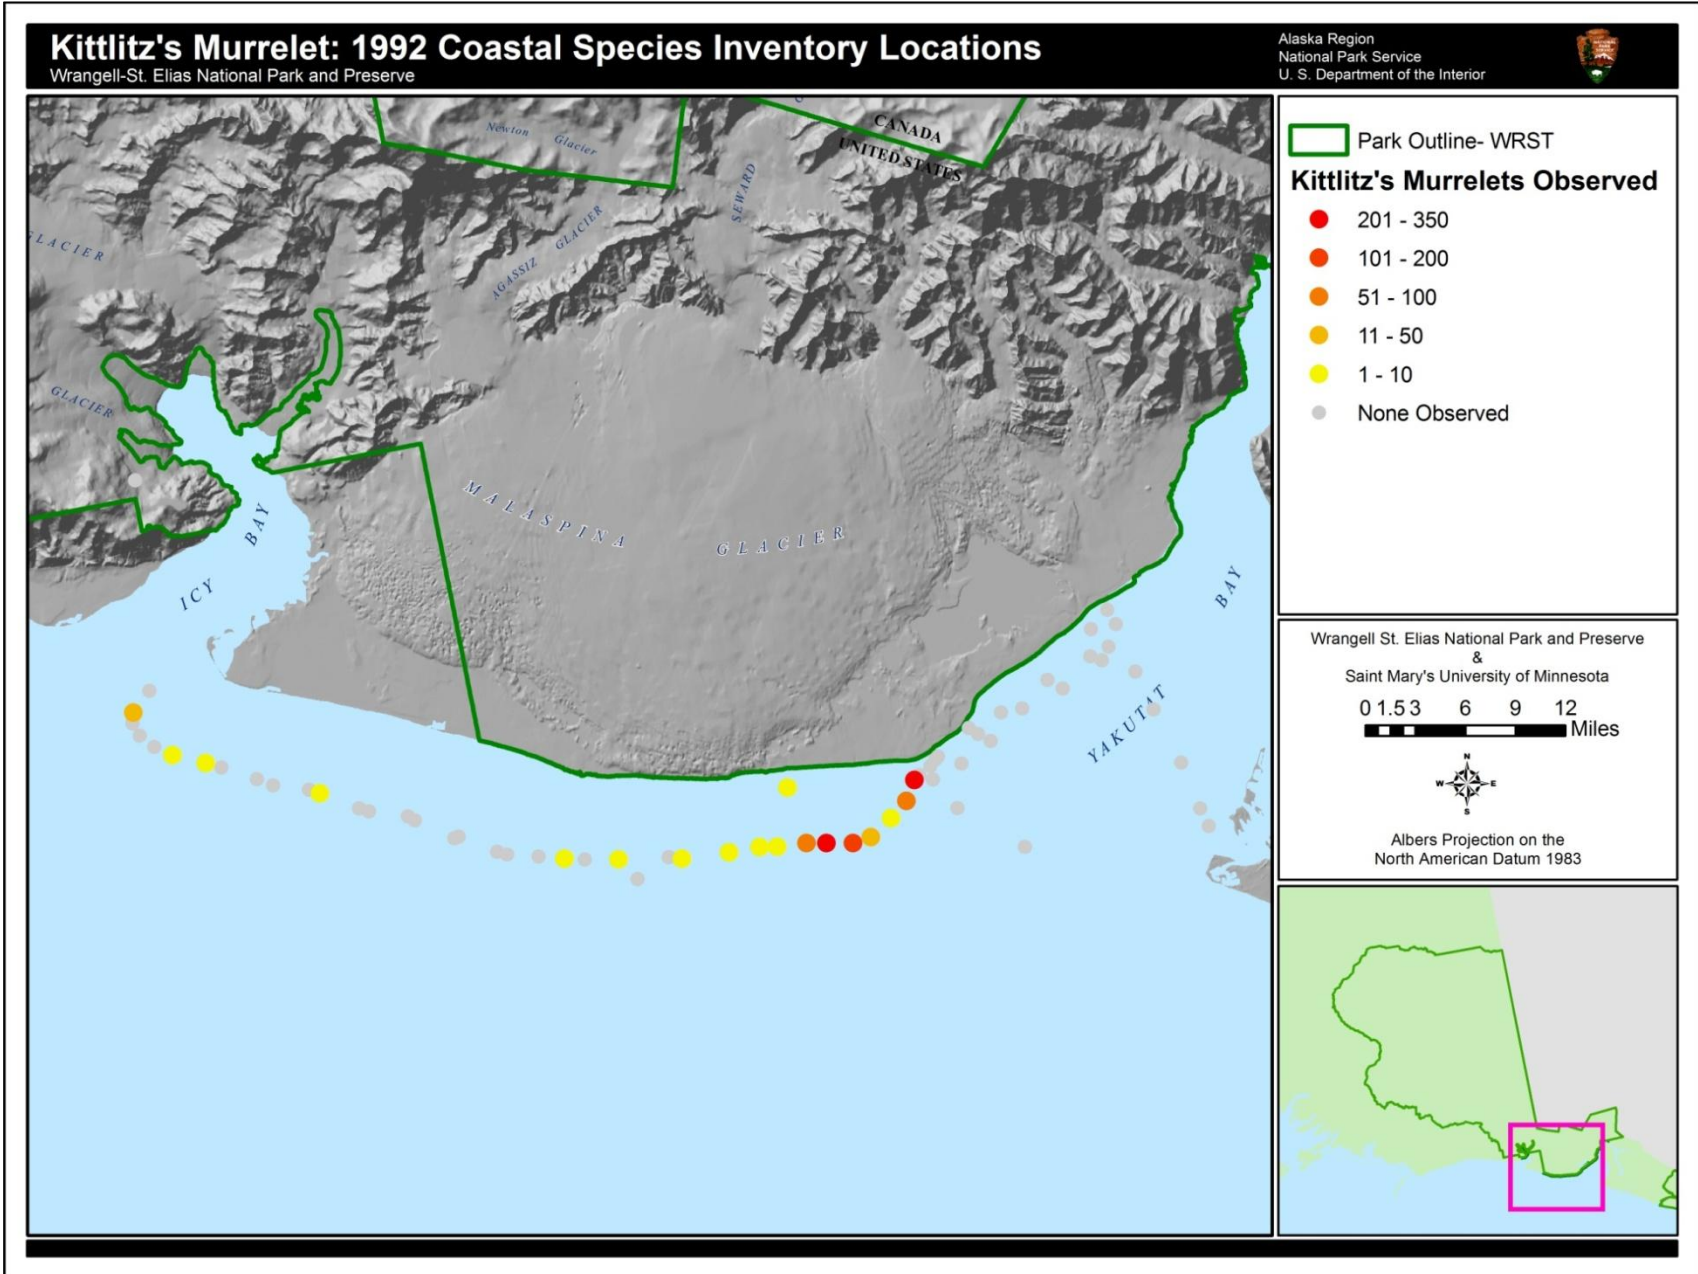 Kittlitz's Murrelet: 1992 Coastal Species Inventory Locations
Wrangell-St. Elias National Park and Preserve
Alaska Region
National Park Service
U. S. Department of the Interior
Newton Glacier
CANADA
UNITED STATES
SEWARD
AGASSIZ GLACIER
GLACIER
GLACIER
MALASPINA GLACIER
ICY BAY
YAKUTAT BAY
Park Outline- WRST
Kittlitz's Murrelets Observed
201 - 350
101 - 200
51 - 100
11 - 50
1 - 10
None Observed
Wrangell St. Elias National Park and Preserve
&
Saint Mary's University of Minnesota
0 1.5 3 6 9 12
Miles
N
W E
S
Albers Projection on the
North American Datum 1983